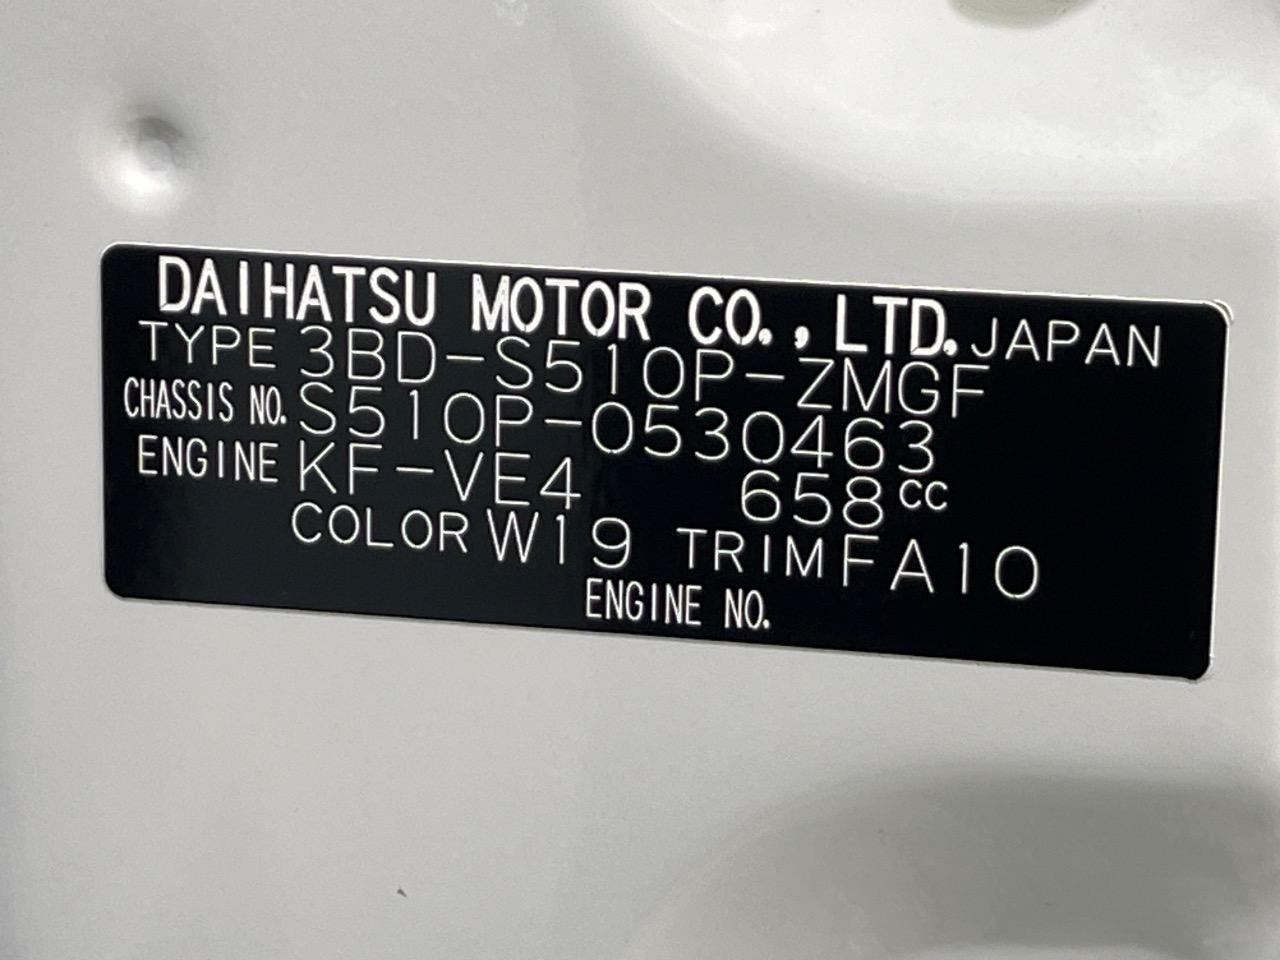 DAIHATSU MOTOR CO., LTD. JAPAN
TYPE 3BD-S510P-ZMGF
CHASSIS NO. S510P-0530463
ENGINE KF-VE4 658cc
COLOR W19 TRIM FA10
ENGINE NO.